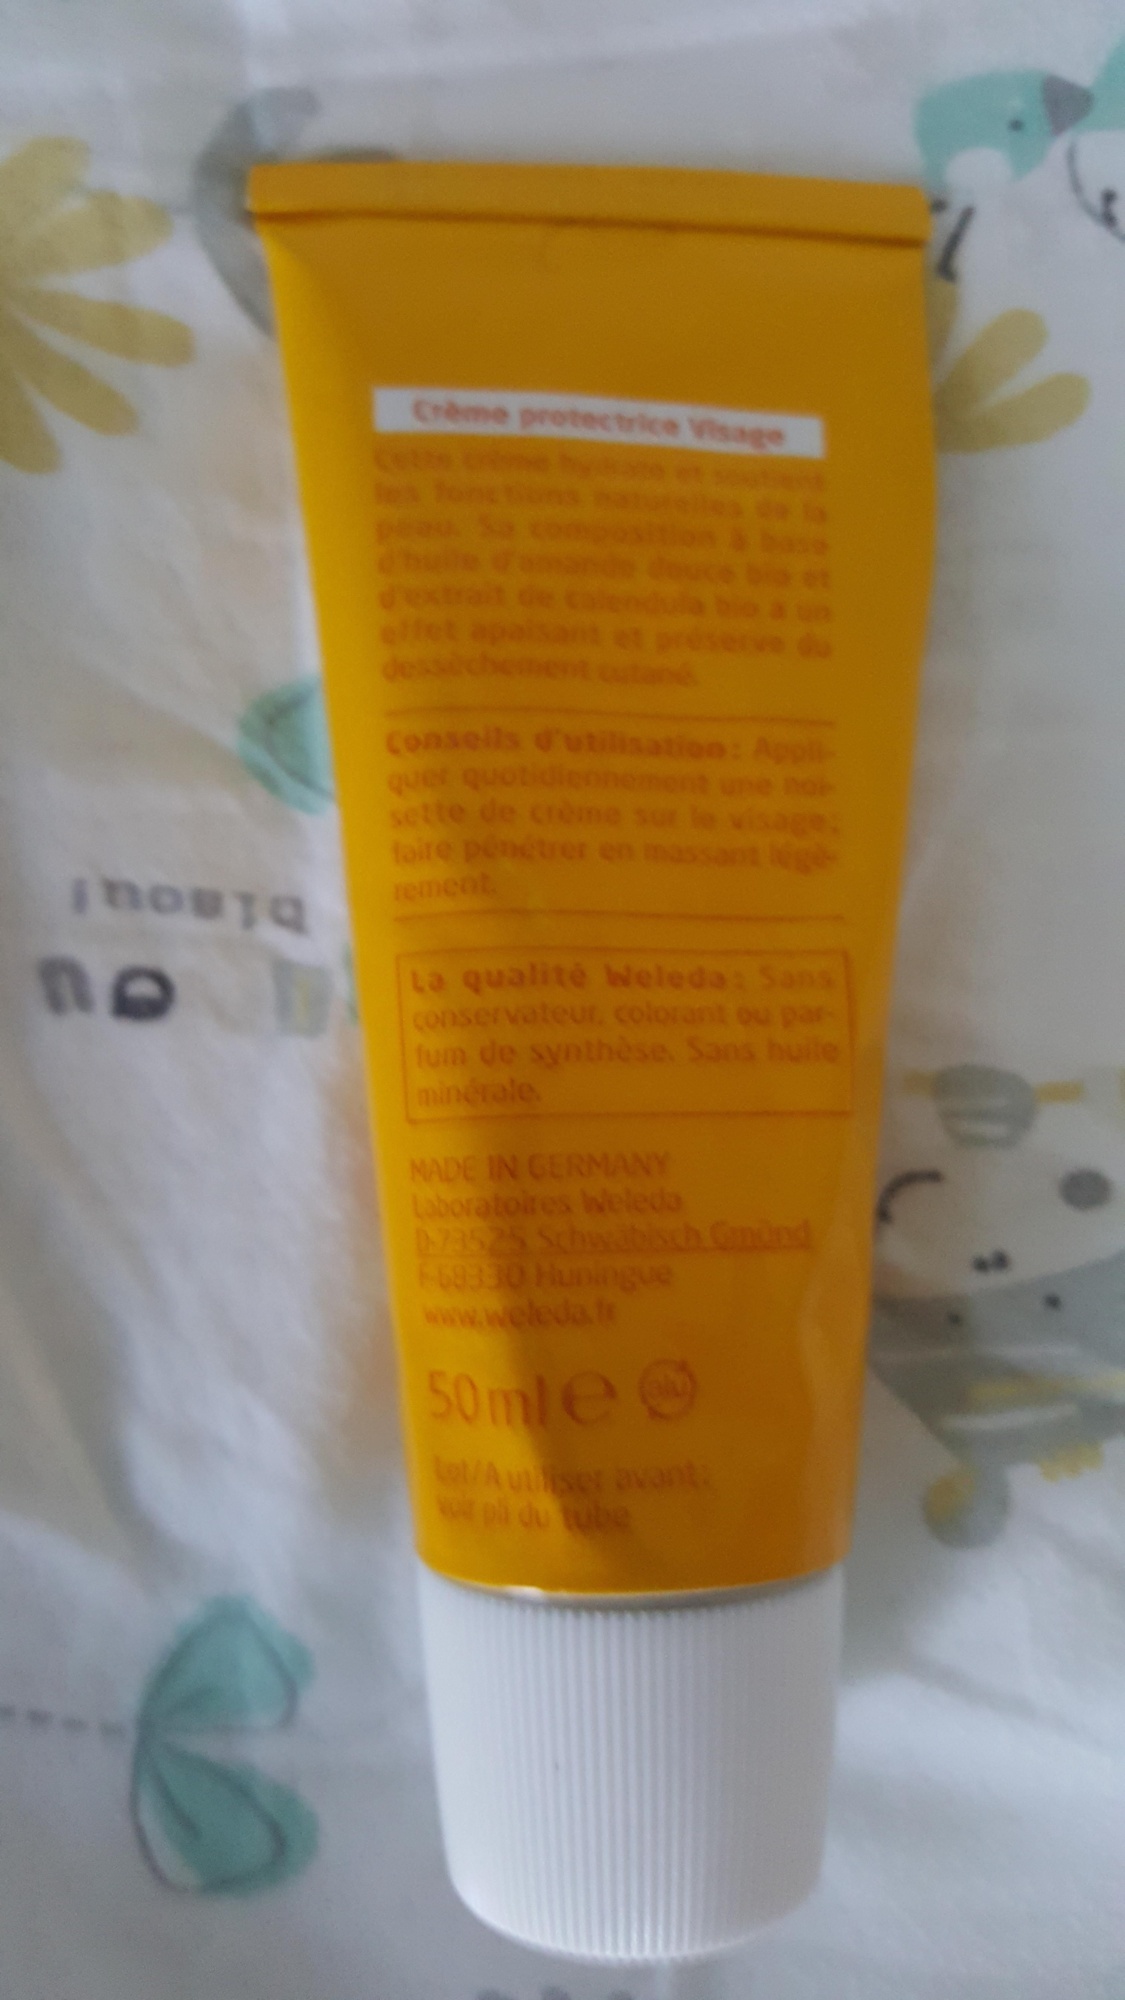 Crème protectrice Visage
Cette crème hydrate et soutient
les fonctions naturelles de la
peau. Sa composition à base
d'huile d'amande douce bio et
d'extrait de calendula bio a un
effet apaisant et préserve du
dessèchement cutané.
Conseils d'utilisation: Appli-
quer quotidiennement une noi-
sette de crème sur le visage;
faire pénétrer en massant légè-
rement.
La qualité Weleda: Sans
conservateur, colorant ou par-
fum de synthèse. Sans huile
minérale.
MADE IN GERMANY
Laboratoires Weleda
D-73525 Schwäbisch Gmünd
F-68330 Huningue
www.weleda.fr
50 ml e alu
Lot/A utiliser avant:
voir pli du tube
bisou!